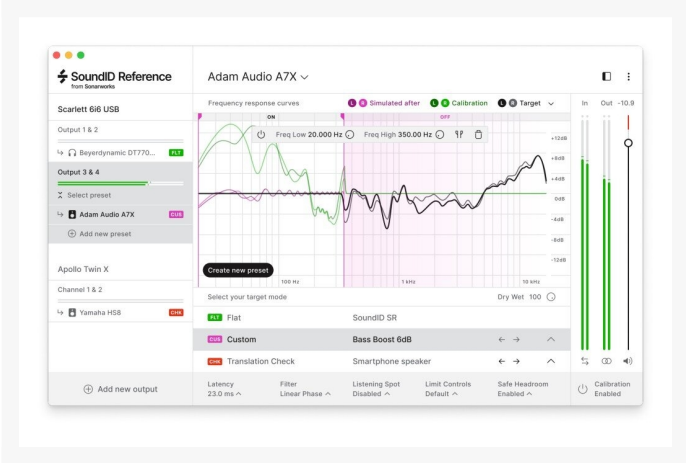 SoundID Reference
from Sonarworks
Adam Audio A7X
Scarlett 6i6 USB
Output 1 & 2
Beyerdynamic DT770... FLT
Output 3 & 4
Select preset
Adam Audio A7X CUS
Add new preset
Apollo Twin X
Channel 1 & 2
Yamaha HS8 CHK
Add new output
Frequency response curves
L R Simulated after
L R Calibration
L R Target
ON
OFF
Freq Low 20.000 Hz
Freq High 350.00 Hz
+12dB
+8dB
+4dB
0dB
-4dB
-8dB
-12dB
Create new preset
100 Hz
1 kHz
10 kHz
Select your target mode
Dry Wet 100
FLT Flat SoundID SR
CUS Custom Bass Boost 6dB
CHK Translation Check Smartphone speaker
Latency
23.0 ms
Filter
Linear Phase
Listening Spot
Disabled
Limit Controls
Default
Safe Headroom
Enabled
In Out -10.9
Calibration
Enabled